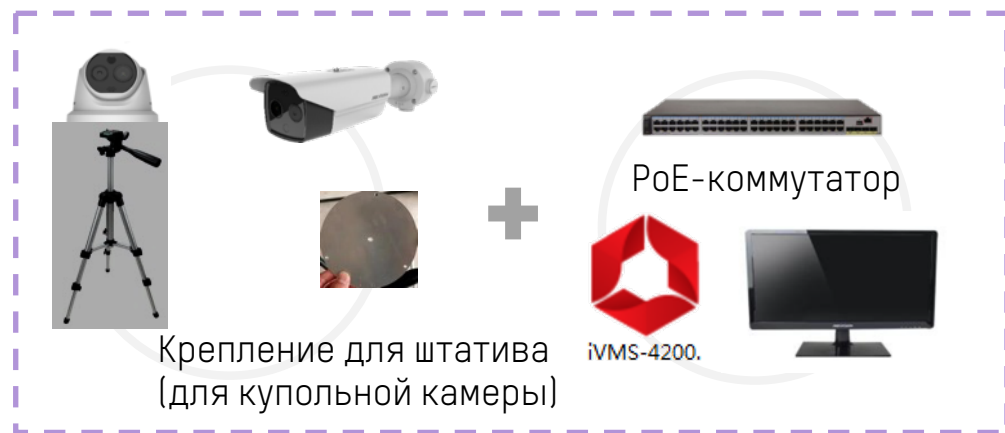 PoE-коммутатор
iVMS-4200.
Крепление для штатива
(для купольной камеры)